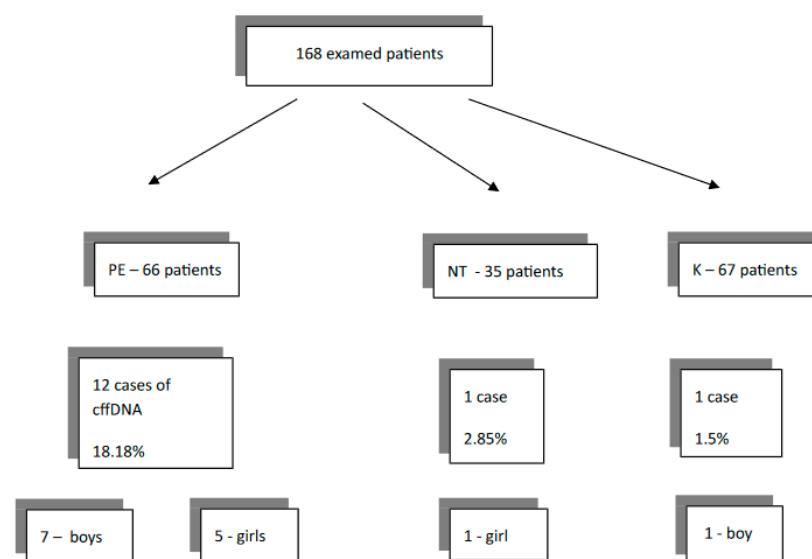 168 examed patients
PE – 66 patients
NT - 35 patients
K – 67 patients
12 cases of
cffDNA
18.18%
1 case
2.85%
1 case
1.5%
7 – boys
5 - girls
1 - girl
1 - boy